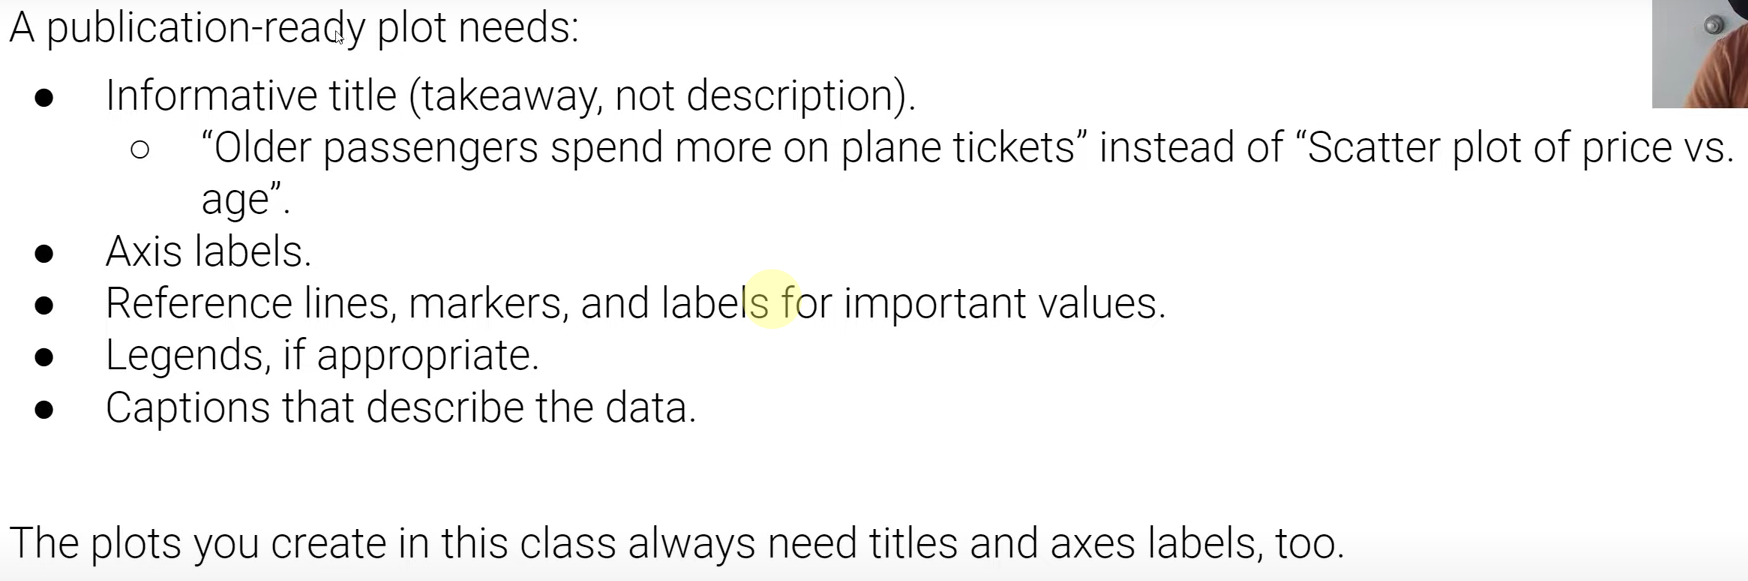 A publication-ready plot needs:
● Informative title (takeaway, not description).
○ “Older passengers spend more on plane tickets” instead of “Scatter plot of price vs.
age”.
● Axis labels.
● Reference lines, markers, and labels for important values.
● Legends, if appropriate.
● Captions that describe the data.
The plots you create in this class always need titles and axes labels, too.